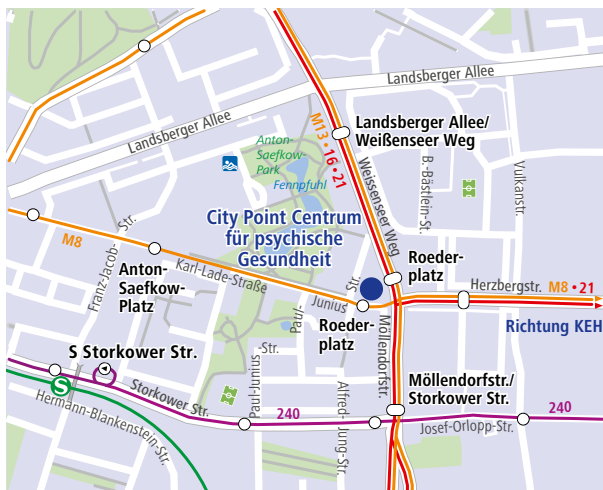 Landsberger Allee
Landsberger Allee
Landsberger Allee/
Weißenseer Weg
M13 • 16 • 21
Anton-
Saefkow-
Park
Fennpfuhl
Weissenseer Weg
B.-Bästlein-St.
Vulkanstr.
City Point Centrum
für psychische
Gesundheit
M8
Franz-Jacob-
Str.
Anton-
Saefkow-
Platz
Karl-Lade-Straße
Junius
Str.
Paul-
Roeder-
platz
Roeder-
platz
Herzbergstr.
M8 • 21
Richtung KEH
Möllendorfstr.
S Storkower Str.
S
Storkower Str.
Hermann-Blankenstein-Str.
-Str.
Paul-Junius
240
Alfred-
Jung-Str.
Möllendorfstr./
Storkower Str.
240
Josef-Orlopp-Str.